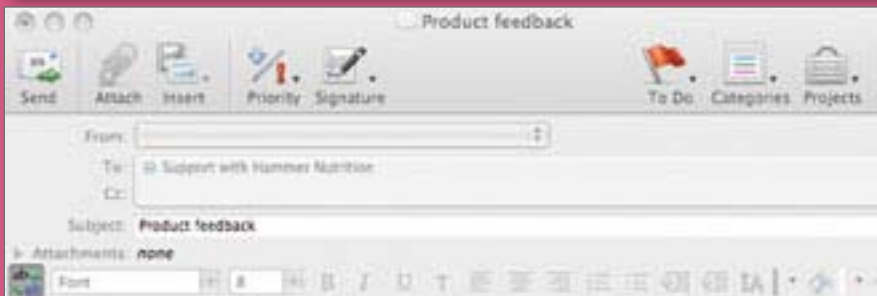 Product feedback
Send Attach Insert Priority Signature To Do Categories Projects
From:
To: Support with Hammer Nutrition
Cc:
Subject: Product feedback
Attachments: none
Font 8 B I U T